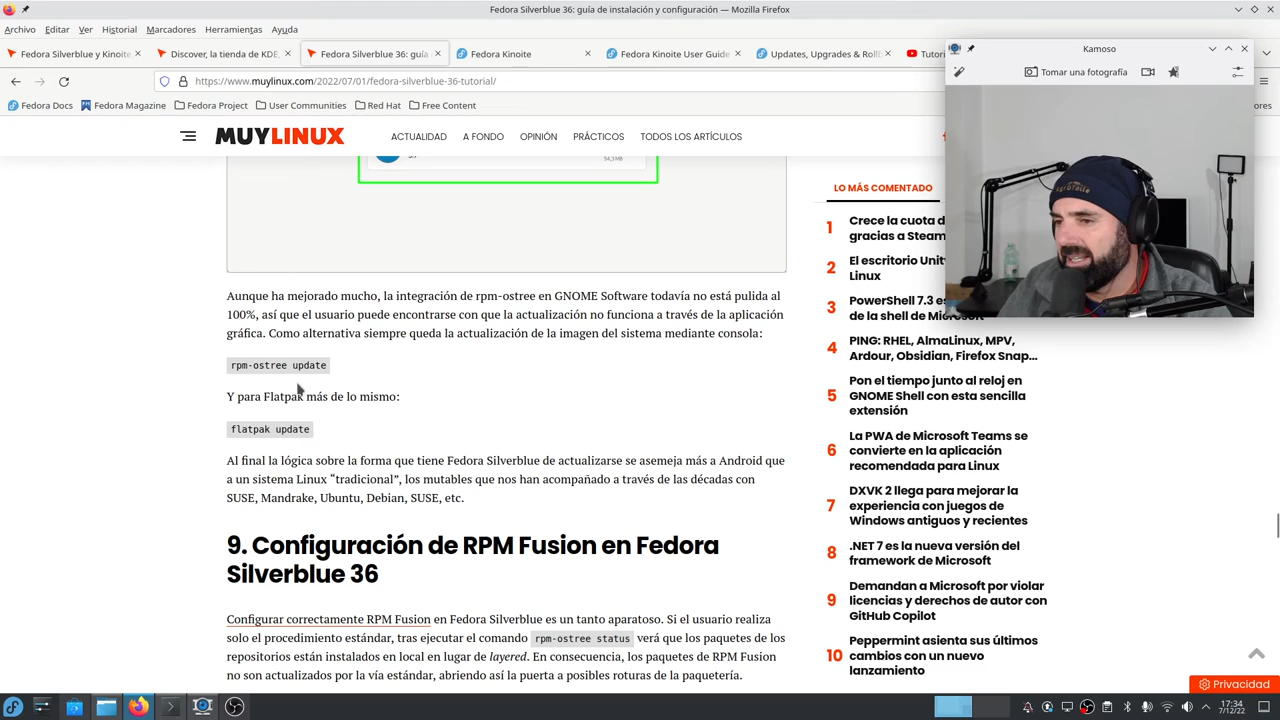 Fedora Silverblue 36: guía de instalación y configuración — Mozilla Firefox
Archivo Editar Ver Historial Marcadores Herramientas Ayuda
Fedora Silverblue y Kinoite
Discover, la tienda de KDE,
Fedora Silverblue 36: guía
Fedora Kinoite
Fedora Kinoite User Guide
Updates, Upgrades & Roll
Tutori
https://www.muylinux.com/2022/07/01/fedora-silverblue-36-tutorial/
Fedora Docs Fedora Magazine Fedora Project User Communities Red Hat Free Content
ores
Kamoso
Tomar una fotografía
MUYLINUX
ACTUALIDAD A FONDO OPINIÓN PRÁCTICOS TODOS LOS ARTÍCULOS
54,3 MB
Aunque ha mejorado mucho, la integración de rpm-ostree en GNOME Software todavía no está pulida al
100%, así que el usuario puede encontrarse con que la actualización no funciona a través de la aplicación
gráfica. Como alternativa siempre queda la actualización de la imagen del sistema mediante consola:
rpm-ostree update
Y para Flatpak más de lo mismo:
flatpak update
Al final la lógica sobre la forma que tiene Fedora Silverblue de actualizarse se asemeja más a Android que
a un sistema Linux “tradicional”, los mutables que nos han acompañado a través de las décadas con
SUSE, Mandrake, Ubuntu, Debian, SUSE, etc.
9. Configuración de RPM Fusion en Fedora
Silverblue 36
Configurar correctamente RPM Fusion en Fedora Silverblue es un tanto aparatoso. Si el usuario realiza
solo el procedimiento estándar, tras ejecutar el comando rpm-ostree status verá que los paquetes de los
repositorios están instalados en local en lugar de layered. En consecuencia, los paquetes de RPM Fusion
no son actualizados por la vía estándar, abriendo así la puerta a posibles roturas de la paquetería.
LO MÁS COMENTADO
1 Crece la cuota d
gracias a Steam
2 El escritorio Unit
Linux
3 PowerShell 7.3 es
de la shell de Microsoft
4 PING: RHEL, AlmaLinux, MPV,
Ardour, Obsidian, Firefox Snap...
5 Pon el tiempo junto al reloj en
GNOME Shell con esta sencilla
extensión
6 La PWA de Microsoft Teams se
convierte en la aplicación
recomendada para Linux
7 DXVK 2 llega para mejorar la
experiencia con juegos de
Windows antiguos y recientes
8 .NET 7 es la nueva versión del
framework de Microsoft
9 Demandan a Microsoft por violar
licencias y derechos de autor con
GitHub Copilot
10 Peppermint asienta sus últimos
cambios con un nuevo
lanzamiento
Privacidad
17:34
7/12/22